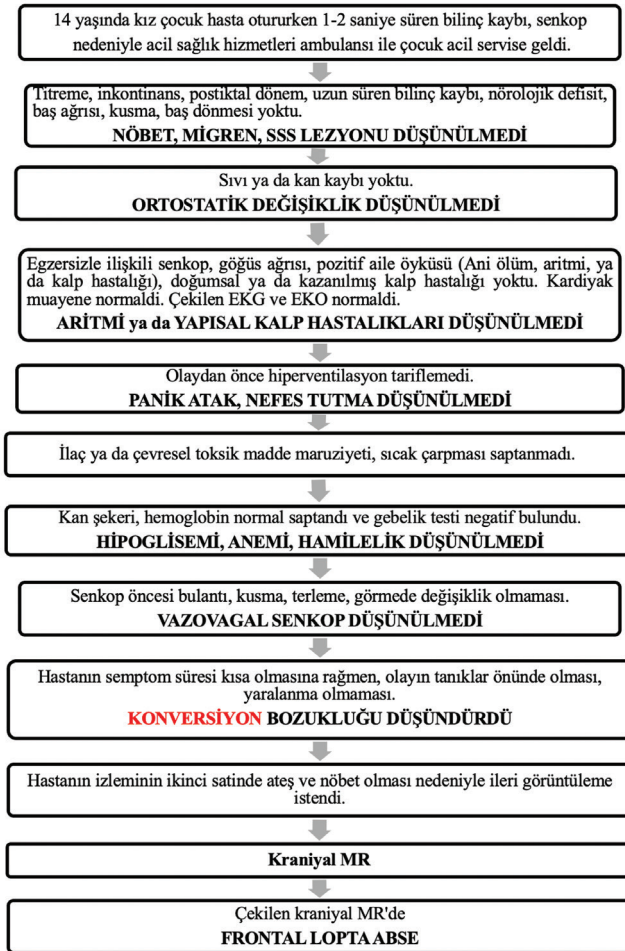 14 yaşında kız çocuk hasta otururken 1-2 saniye süren bilinç kaybı, senkop
nedeniyle acil sağlık hizmetleri ambulansı ile çocuk acil servise geldi.
Titreme, inkontinans, postiktal dönem, uzun süren bilinç kaybı, nörolojik defisit,
baş ağrısı, kusma, baş dönmesi yoktu.
NÖBET, MİGREN, SSS LEZYONU DÜŞÜNÜLMEDİ
Sıvı ya da kan kaybı yoktu.
ORTOSTATİK DEĞİŞİKLİK DÜŞÜNÜLMEDİ
Egzersizle ilişkili senkop, göğüs ağrısı, pozitif aile öyküsü (Ani ölüm, aritmi, ya
da kalp hastalığı), doğumsal ya da kazanılmış kalp hastalığı yoktu. Kardiyak
muayene normaldi. Çekilen EKG ve EKO normaldi.
ARİTMİ ya da YAPISAL KALP HASTALIKLARI DÜŞÜNÜLMEDİ
Olaydan önce hiperventilasyon tariflemedi.
PANİK ATAK, NEFES TUTMA DÜŞÜNÜLMEDİ
İlaç ya da çevresel toksik madde maruziyeti, sıcak çarpması saptanmadı.
Kan şekeri, hemoglobin normal saptandı ve gebelik testi negatif bulundu.
HİPOGLİSEMİ, ANEMİ, HAMİLELİK DÜŞÜNÜLMEDİ
Senkop öncesi bulantı, kusma, terleme, görmede değişiklik olmaması.
VAZOVAGAL SENKOP DÜŞÜNÜLMEDİ
Hastanın semptom süresi kısa olmasına rağmen, olayın tanıklar önünde olması,
yaralanma olmaması.
KONVERSİYON BOZUKLUĞU DÜŞÜNDÜRDÜ
Hastanın izleminin ikinci satinde ateş ve nöbet olması nedeniyle ileri görüntüleme
istendi.
Kraniyal MR
Çekilen kraniyal MR'de
FRONTAL LOPTA ABSE